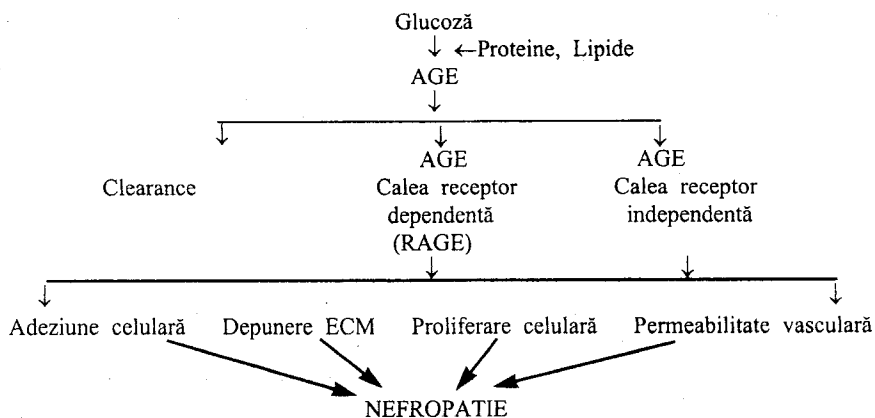 Glucoză
↓ ←Proteine, Lipide
AGE
↓
↓ ↓ ↓
AGE AGE
Clearance Calea receptor Calea receptor
dependentă independentă
(RAGE)
↓ ↓
↓ ↓
Adeziune celulară Depunere ECM Proliferare celulară Permeabilitate vasculară
NEFROPATIE